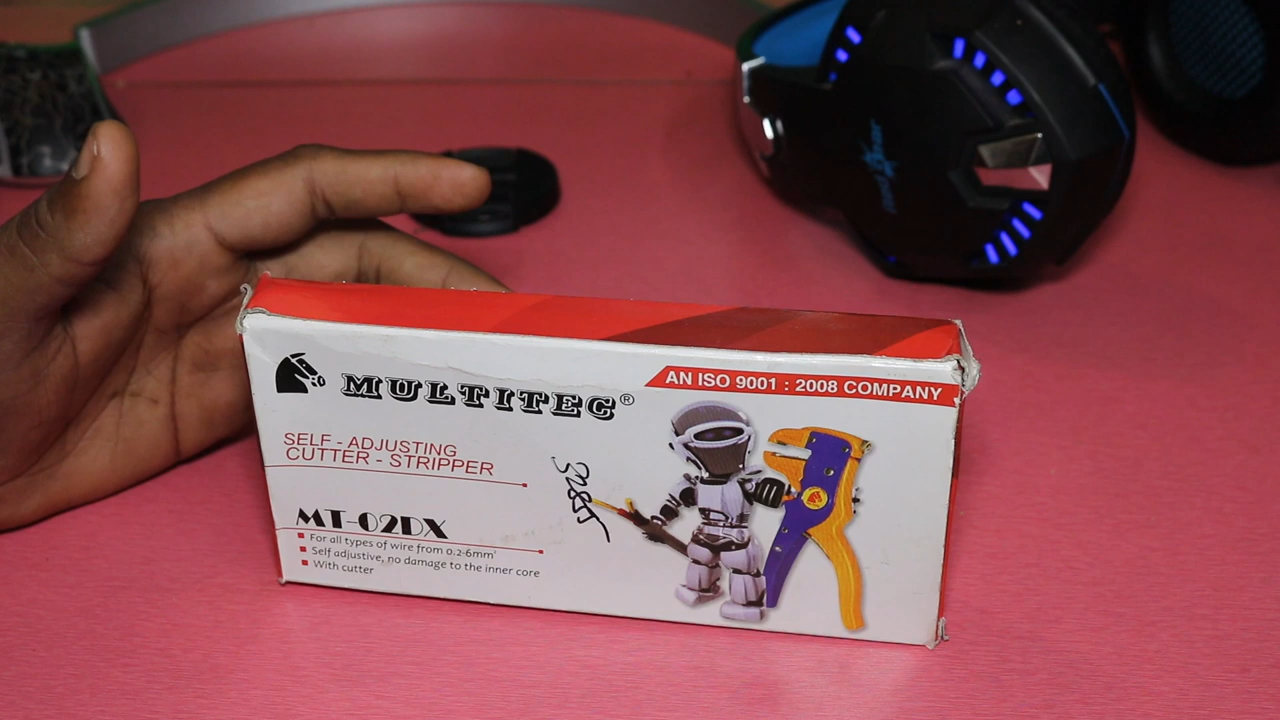 MULTITEC®
AN ISO 9001 : 2008 COMPANY
SELF - ADJUSTING
CUTTER - STRIPPER
MT-02DX
For all types of wire from 0.2-6mm²
Self adjustive, no damage to the inner core
With cutter